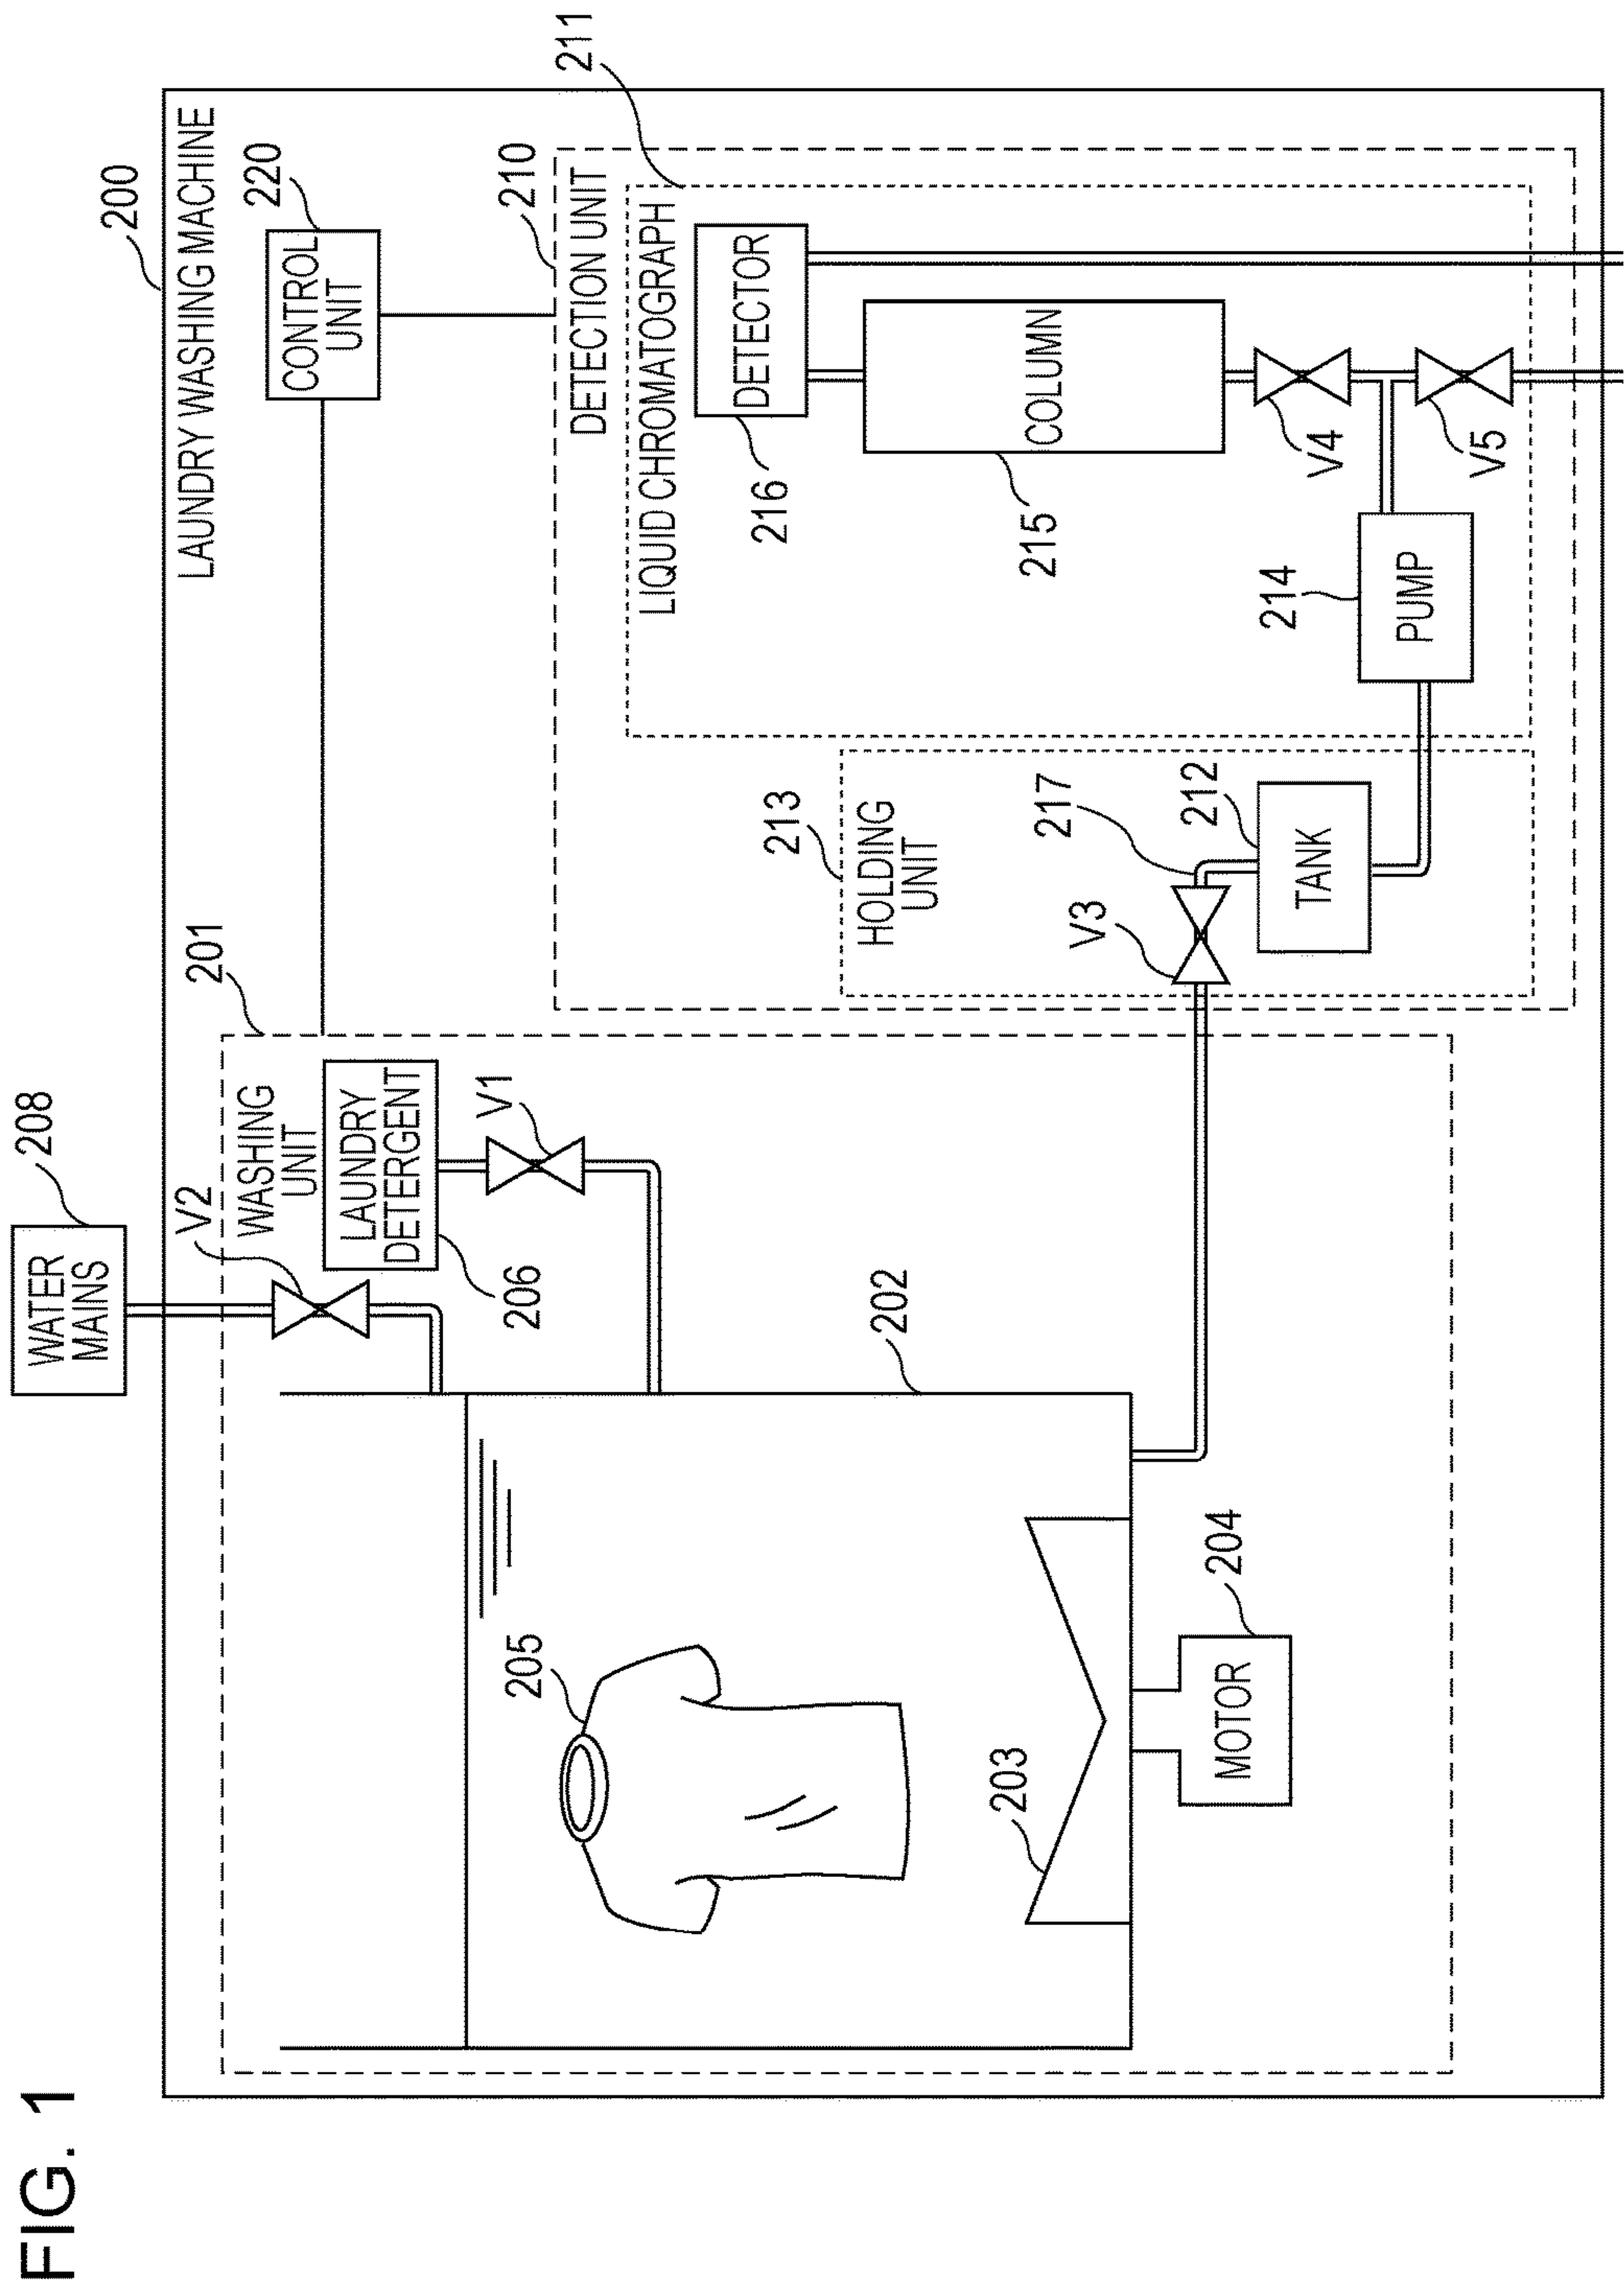 FIG. 1
WATER
MAINS
208
200
LAUNDRY WASHING MACHINE
201
V2
WASHING
UNIT
LAUNDRY
DETERGENT
206
V1
CONTROL
UNIT
220
210
DETECTION UNIT
211
LIQUID CHROMATOGRAPH
DETECTOR
216
COLUMN
215
V4
V5
214
PUMP
213
HOLDING
UNIT
217
212
V3
TANK
202
205
203
204
MOTOR